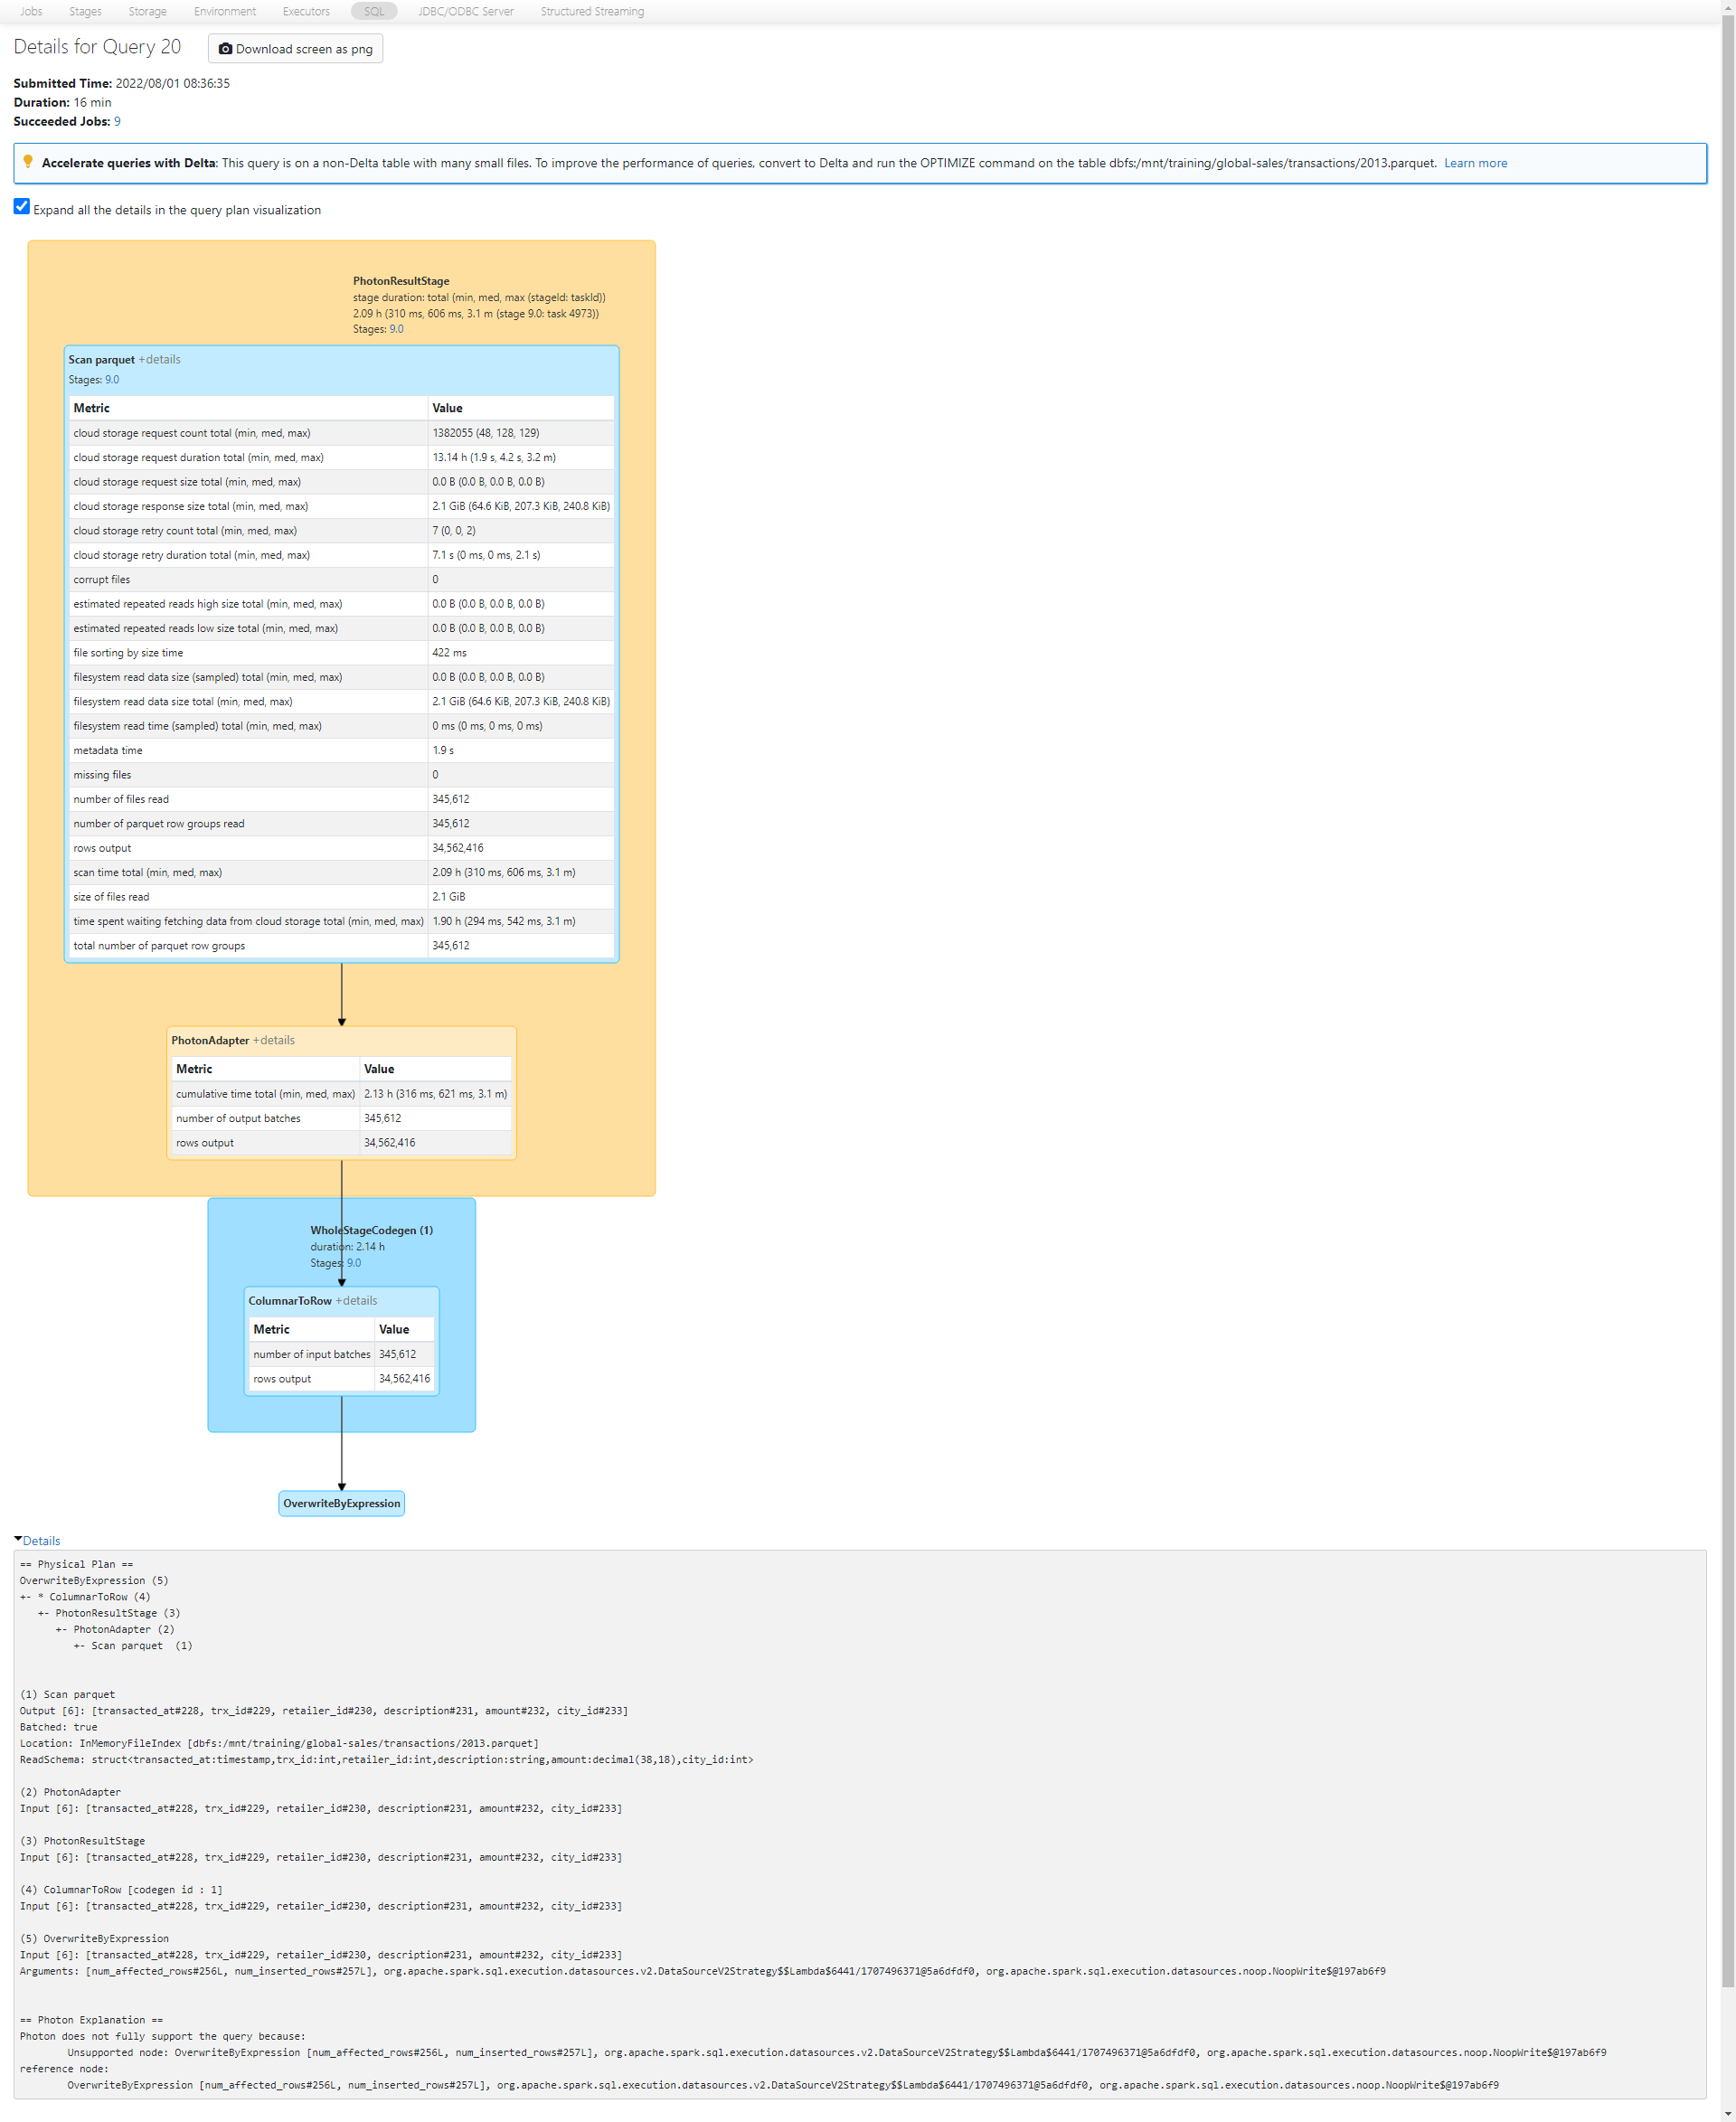 Jobs Stages Storage Environment Executors SQL JDBC/ODBC Server Structured Streaming
Details for Query 20 Download screen as png
Submitted Time: 2022/08/01 08:36:35
Duration: 16 min
Succeeded Jobs: 9
Accelerate queries with Delta: This query is on a non-Delta table with many small files. To improve the performance of queries, convert to Delta and run the OPTIMIZE command on the table dbfs:/mnt/training/global-sales/transactions/2013.parquet. Learn more
Expand all the details in the query plan visualization
PhotonResultStage
stage duration: total (min, med, max (stageId: taskId))
2.09 h (310 ms, 606 ms, 3.1 m (stage 9.0: task 4973))
Stages: 9.0
Scan parquet +details
Stages: 9.0
Metric Value
cloud storage request count total (min, med, max) 1382055 (48, 128, 129)
cloud storage request duration total (min, med, max) 13.14 h (1.9 s, 4.2 s, 3.2 m)
cloud storage request size total (min, med, max) 0.0 B (0.0 B, 0.0 B, 0.0 B)
cloud storage response size total (min, med, max) 2.1 GiB (64.6 KiB, 207.3 KiB, 240.8 KiB)
cloud storage retry count total (min, med, max) 7 (0, 0, 2)
cloud storage retry duration total (min, med, max) 7.1 s (0 ms, 0 ms, 2.1 s)
corrupt files 0
estimated repeated reads high size total (min, med, max) 0.0 B (0.0 B, 0.0 B, 0.0 B)
estimated repeated reads low size total (min, med, max) 0.0 B (0.0 B, 0.0 B, 0.0 B)
file sorting by size time 422 ms
filesystem read data size (sampled) total (min, med, max) 0.0 B (0.0 B, 0.0 B, 0.0 B)
filesystem read data size total (min, med, max) 2.1 GiB (64.6 KiB, 207.3 KiB, 240.8 KiB)
filesystem read time (sampled) total (min, med, max) 0 ms (0 ms, 0 ms, 0 ms)
metadata time 1.9 s
missing files 0
number of files read 345,612
number of parquet row groups read 345,612
rows output 34,562,416
scan time total (min, med, max) 2.09 h (310 ms, 606 ms, 3.1 m)
size of files read 2.1 GiB
time spent waiting fetching data from cloud storage total (min, med, max) 1.90 h (294 ms, 542 ms, 3.1 m)
total number of parquet row groups 345,612
PhotonAdapter +details
Metric Value
cumulative time total (min, med, max) 2.13 h (316 ms, 621 ms, 3.1 m)
number of output batches 345,612
rows output 34,562,416
WholeStageCodegen (1)
duration: 2.14 h
Stages: 9.0
ColumnarToRow +details
Metric Value
number of input batches 345,612
rows output 34,562,416
OverwriteByExpression
Details
== Physical Plan ==
OverwriteByExpression (5)
+- * ColumnarToRow (4)
+- PhotonResultStage (3)
+- PhotonAdapter (2)
+- Scan parquet (1)
(1) Scan parquet
Output [6]: [transacted_at#228, trx_id#229, retailer_id#230, description#231, amount#232, city_id#233]
Batched: true
Location: InMemoryFileIndex [dbfs:/mnt/training/global-sales/transactions/2013.parquet]
ReadSchema: struct<transacted_at:timestamp,trx_id:int,retailer_id:int,description:string,amount:decimal(38,18),city_id:int>
(2) PhotonAdapter
Input [6]: [transacted_at#228, trx_id#229, retailer_id#230, description#231, amount#232, city_id#233]
(3) PhotonResultStage
Input [6]: [transacted_at#228, trx_id#229, retailer_id#230, description#231, amount#232, city_id#233]
(4) ColumnarToRow [codegen id : 1]
Input [6]: [transacted_at#228, trx_id#229, retailer_id#230, description#231, amount#232, city_id#233]
(5) OverwriteByExpression
Input [6]: [transacted_at#228, trx_id#229, retailer_id#230, description#231, amount#232, city_id#233]
Arguments: [num_affected_rows#256L, num_inserted_rows#257L], org.apache.spark.sql.execution.datasources.v2.DataSourceV2Strategy$$Lambda$6441/1707496371@5a6dfdf0, org.apache.spark.sql.execution.datasources.noop.NoopWrite$@197ab6f9
== Photon Explanation ==
Photon does not fully support the query because:
Unsupported node: OverwriteByExpression [num_affected_rows#256L, num_inserted_rows#257L], org.apache.spark.sql.execution.datasources.v2.DataSourceV2Strategy$$Lambda$6441/1707496371@5a6dfdf0, org.apache.spark.sql.execution.datasources.noop.NoopWrite$@197ab6f9
reference node:
OverwriteByExpression [num_affected_rows#256L, num_inserted_rows#257L], org.apache.spark.sql.execution.datasources.v2.DataSourceV2Strategy$$Lambda$6441/1707496371@5a6dfdf0, org.apache.spark.sql.execution.datasources.noop.NoopWrite$@197ab6f9